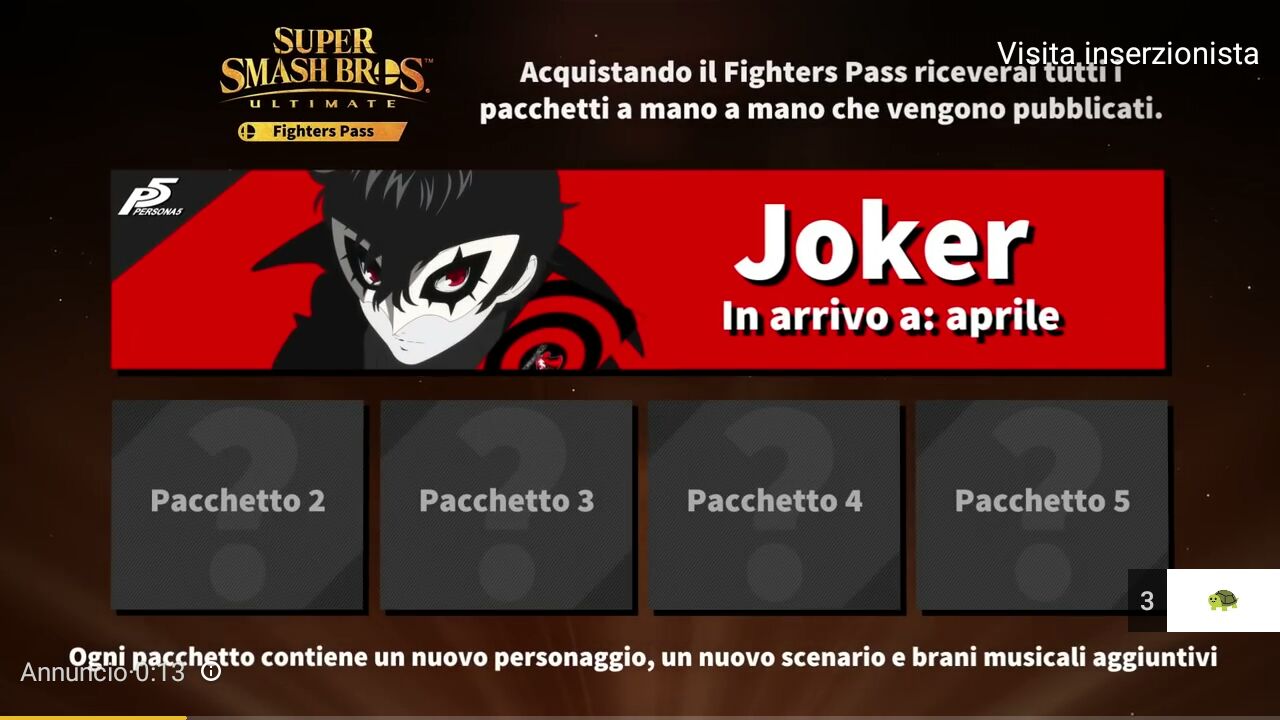 SUPER
SMASH BROS.™
ULTIMATE
Fighters Pass
Visita inserzionista
Acquistando il Fighters Pass riceverai tutti i
pacchetti a mano a mano che vengono pubblicati.
P5
PERSONA5
Joker
In arrivo a: aprile
Pacchetto 2
Pacchetto 3
Pacchetto 4
Pacchetto 5
3
Ogni pacchetto contiene un nuovo personaggio, un nuovo scenario e brani musicali aggiuntivi
Annuncio 0:13